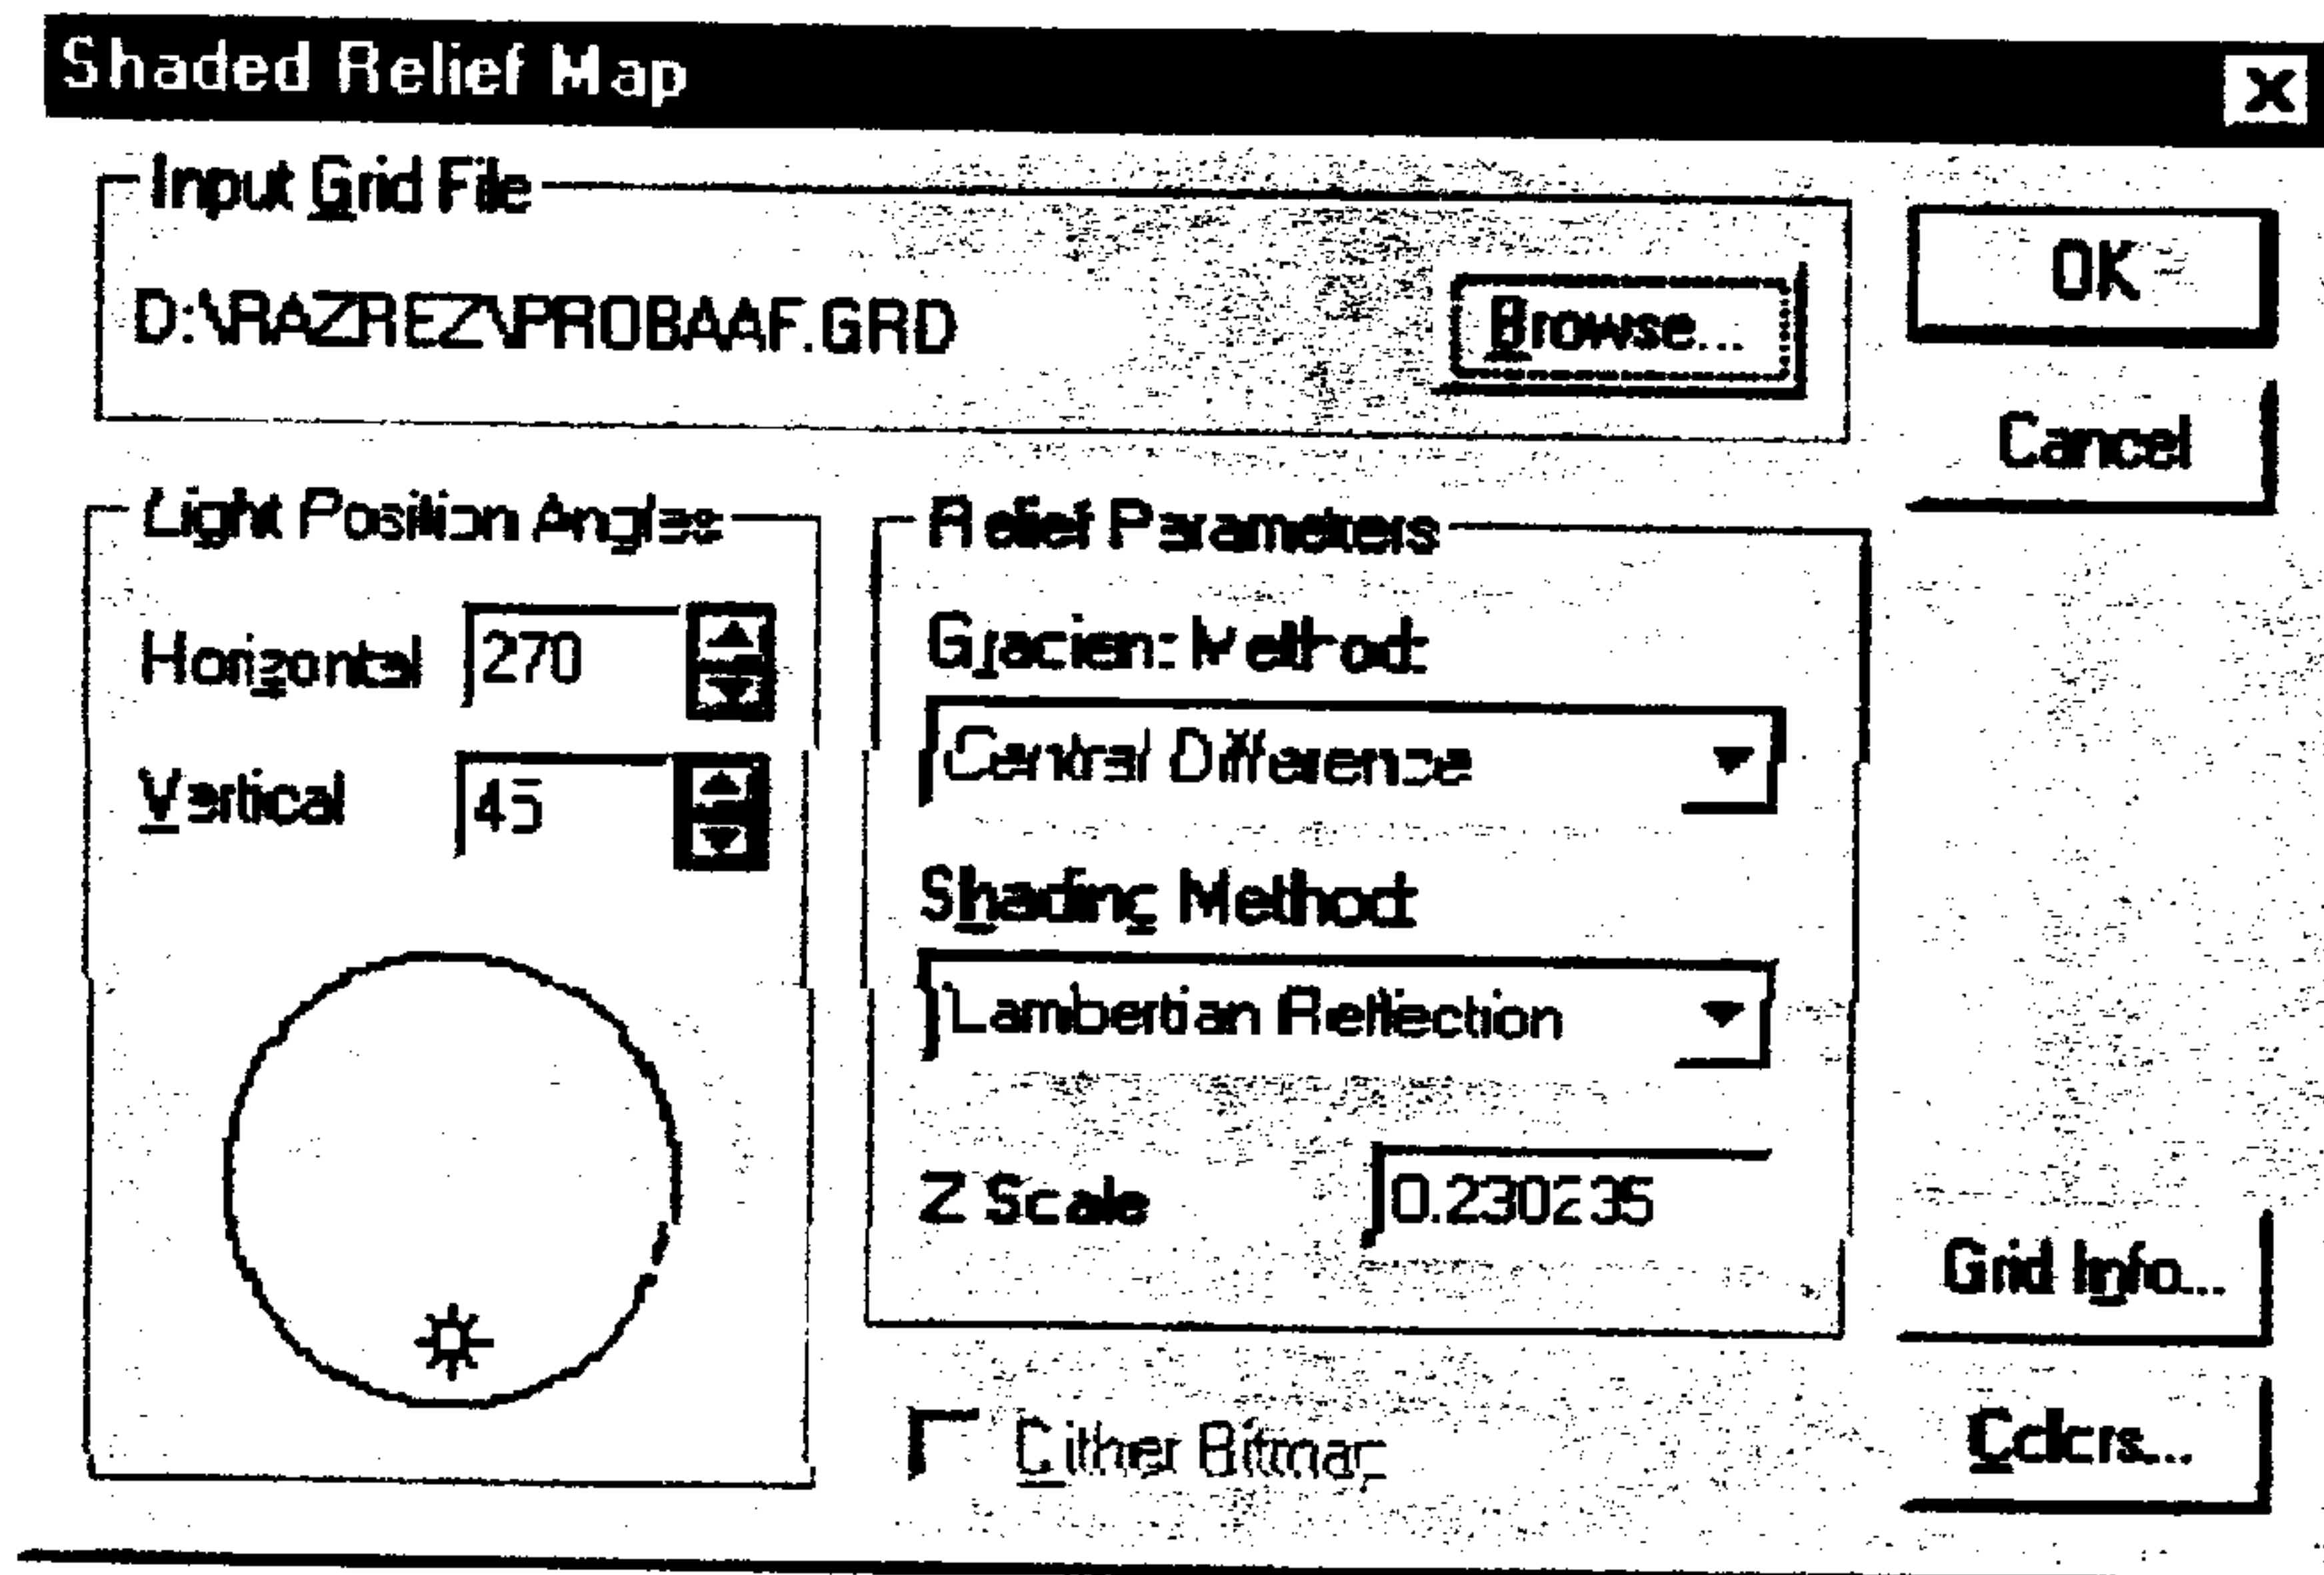 Shaded Relief Map
Input Grid File
D:\RAZREZ\PROBAAF.GRD
Browse...
OK
Cancel
Light Position Angles
Horizontal 270
Vertical 45
Relief Parameters
Gradient Method:
Central Difference
Shading Method:
Lambertian Reflection
Z Scale 0.230235
Dither Bitmap
Grid Info...
Colors...